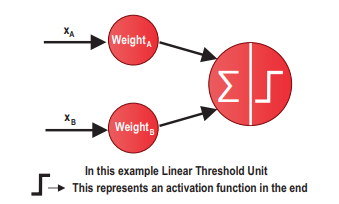 xA
WeightA
Σ
xB
WeightB
In this example Linear Threshold Unit
This represents an activation function in the end